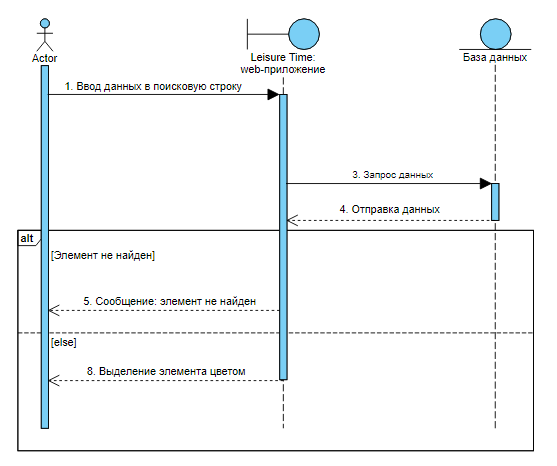 Actor
Leisure Time:
web-приложение
База данных
1. Ввод данных в поисковую строку
3. Запрос данных
4. Отправка данных
alt
[Элемент не найден]
5. Сообщение: элемент не найден
[else]
8. Выделение элемента цветом